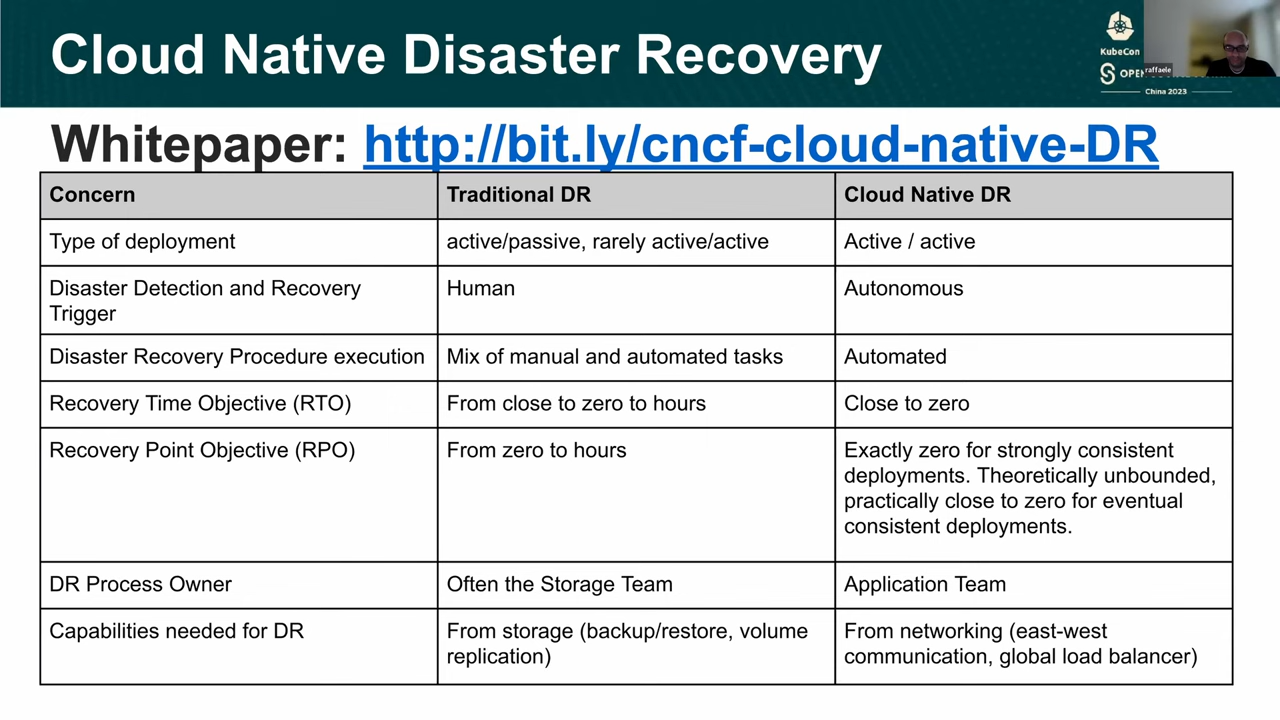 Cloud Native Disaster Recovery
KubeCon
raffaele
OPE
China 2023
Whitepaper: http://bit.ly/cncf-cloud-native-DR
Concern
Traditional DR
Cloud Native DR
Type of deployment
active/passive, rarely active/active
Active / active
Disaster Detection and Recovery
Trigger
Human
Autonomous
Disaster Recovery Procedure execution
Mix of manual and automated tasks
Automated
Recovery Time Objective (RTO)
From close to zero to hours
Close to zero
Recovery Point Objective (RPO)
From zero to hours
Exactly zero for strongly consistent
deployments. Theoretically unbounded,
practically close to zero for eventual
consistent deployments.
DR Process Owner
Often the Storage Team
Application Team
Capabilities needed for DR
From storage (backup/restore, volume
replication)
From networking (east-west
communication, global load balancer)